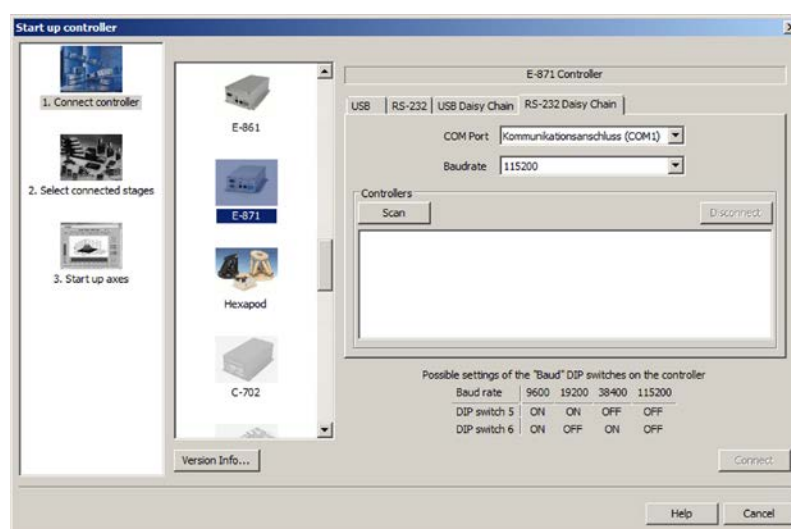 Start up controller
1. Connect controller
2. Select connected stages
3. Start up axes
E-861
E-871
Hexapod
C-702
Version Info...
E-871 Controller
USB RS-232 USB Daisy Chain RS-232 Daisy Chain
COM Port Kommunikationsanschluss (COM1)
Baudrate 115200
Controllers
Scan Disconnect
Possible settings of the "Baud" DIP switches on the controller
Baud rate 9600 19200 38400 115200
DIP switch 5 ON ON OFF OFF
DIP switch 6 ON OFF ON OFF
Connect
Help Cancel